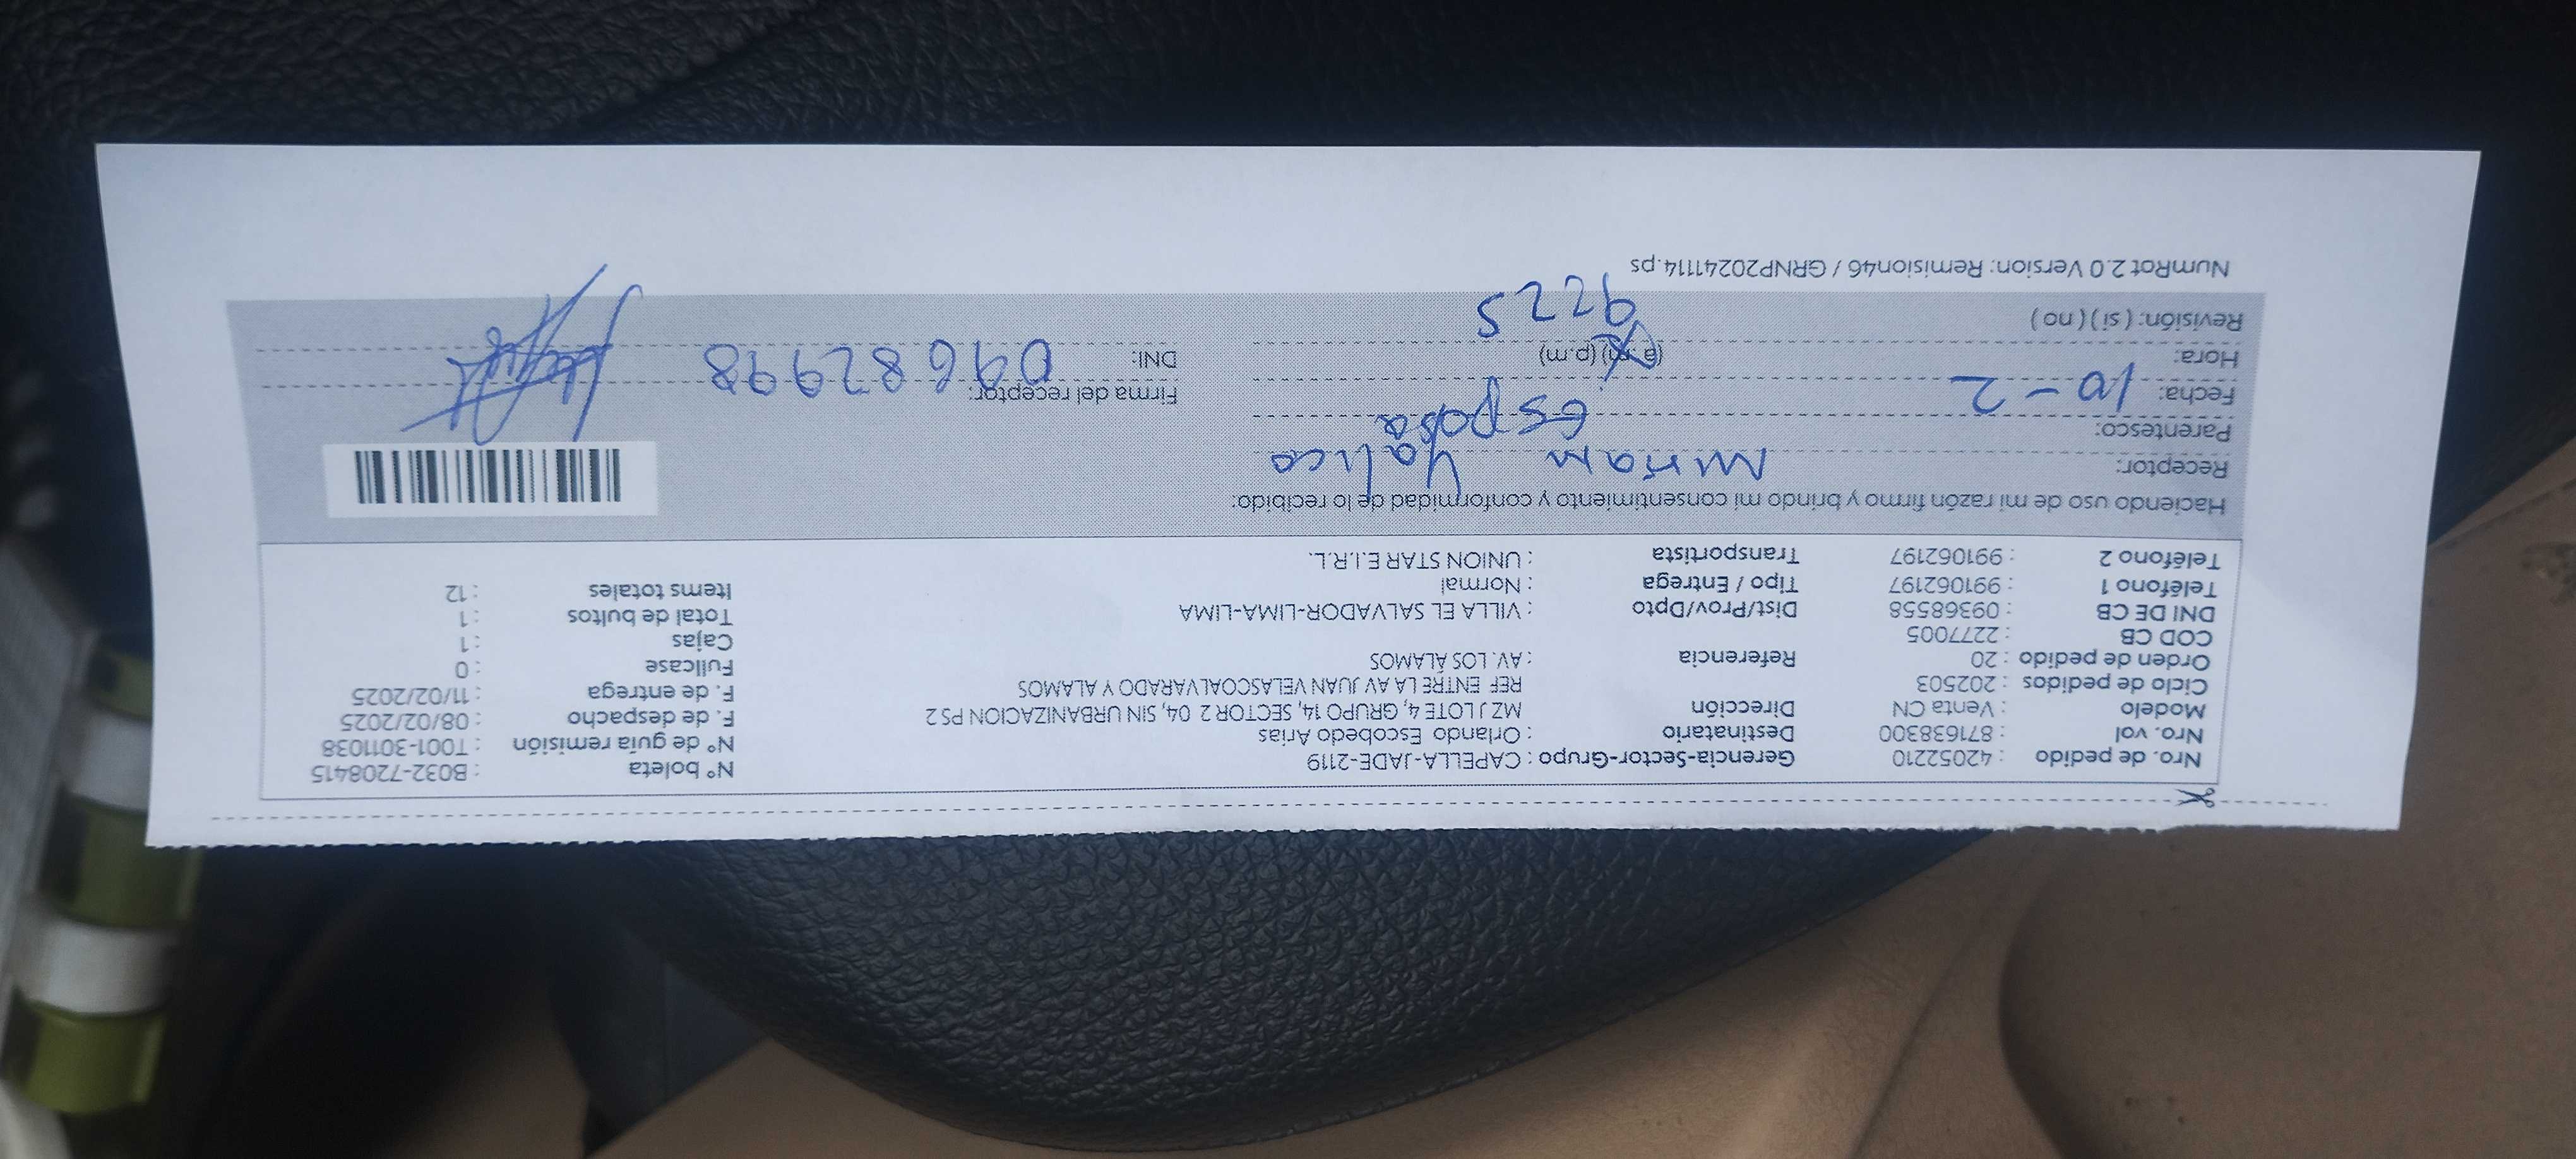 Nro. de pedido : 42052210 Gerencia-Sector-Grupo : CAPELLA-JADE-2119 N° boleta : B032-7208415
Nro. vol : 871638300 Destinatario : Orlando Escobedo Arias N° de guía remisión : T001-3011038
Modelo : Venta CN Dirección MZ J LOTE 4, GRUPO 14, SECTOR 2 04, SIN URBANIZACION PS 2 F. de despacho : 08/02/2025
Ciclo de pedidos : 202503 REF ENTRE LA AV JUAN VELASCOALVARADO Y ALAMOS F. de entrega : 11/02/2025
Orden de pedido : 20 Referencia : AV. LOS ÁLAMOS Fullcase : 0
COD CB : 2277005 Cajas : 1
DNI DE CB : 09368558 Dist/Prov/Dpto : VILLA EL SALVADOR-LIMA-LIMA Total de bultos : 1
Teléfono 1 : 991062197 Tipo / Entrega : Normal Items totales : 12
Teléfono 2 : 991062197 Transportista : UNION STAR E.I.R.L.
Haciendo uso de mi razón firmo y brindo mi consentimiento y conformidad de lo recibido:
Receptor: Miriam Yalico
Parentesco: Esposa
Fecha: 10-2 Firma del receptor:
Hora: (a.m) (p.m) DNI: 09682998
Revisión: ( si ) ( no ) 9225
NumRot 2.0 Version: Remision46 / GRNP20241114.ps